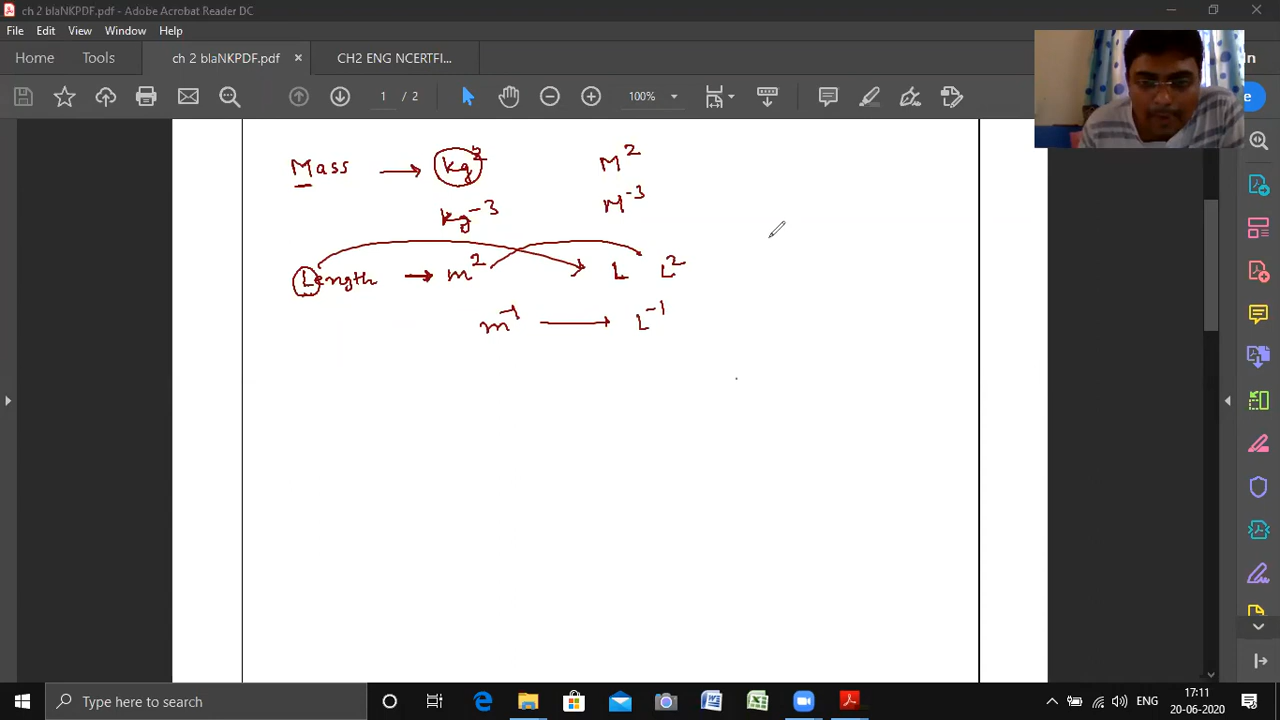 ch 2 blaNKPDF.pdf - Adobe Acrobat Reader DC
File Edit View Window Help
Home Tools ch 2 blaNKPDF.pdf × CH2 ENG NCERTFI...
1 / 2 100%
Mass → kg² M²
kg⁻³ M⁻³
Length → m² L L²
m⁻¹ → L⁻¹
Type here to search
ENG
17:11
20-06-2020